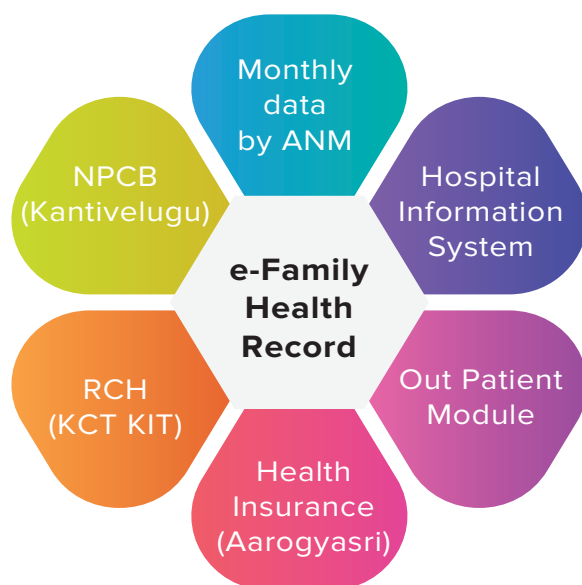 Monthly
data
by ANM
NPCB
(Kantivelugu)
Hospital
Information
System
e-Family
Health
Record
RCH
(KCT KIT)
Out Patient
Module
Health
Insurance
(Aarogyasri)